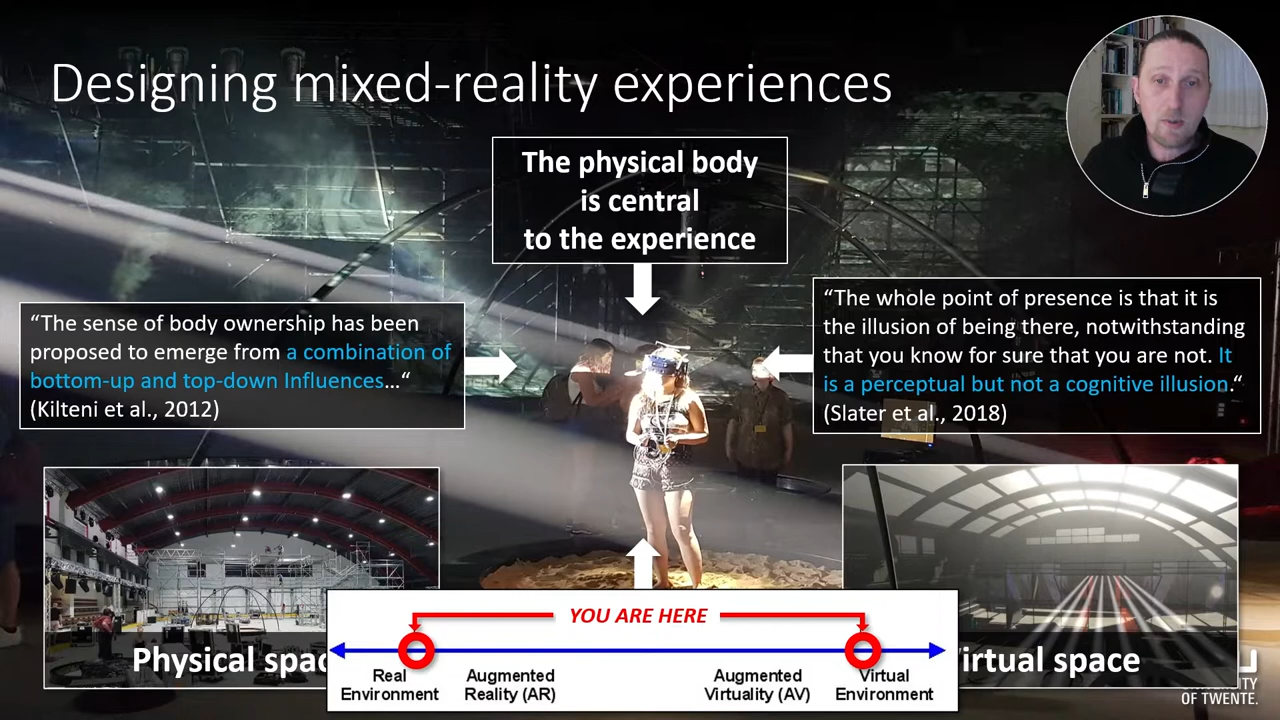 Designing mixed-reality experiences
The physical body
is central
to the experience
“The sense of body ownership has been
proposed to emerge from a combination of
bottom-up and top-down Influences…“
(Kilteni et al., 2012)
“The whole point of presence is that it is
the illusion of being there, notwithstanding
that you know for sure that you are not. It
is a perceptual but not a cognitive illusion.“
(Slater et al., 2018)
Physical
Virtual space
YOU ARE HERE
Real
Environment
Augmented
Reality (AR)
Augmented
Virtuality (AV)
Virtual
Environment
OF TWENTE.